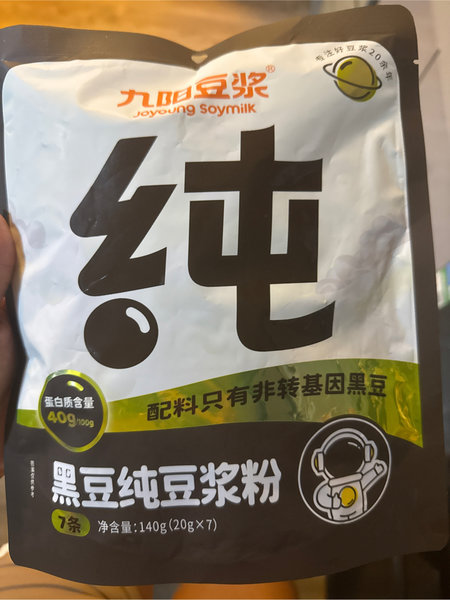 专注好豆浆20余年
九阳豆浆®
Joyoung Soymilk
纯
蛋白质含量
40g/100g
配料只有非转基因黑豆
黑豆纯豆浆粉
7条
净含量:140g(20g×7)